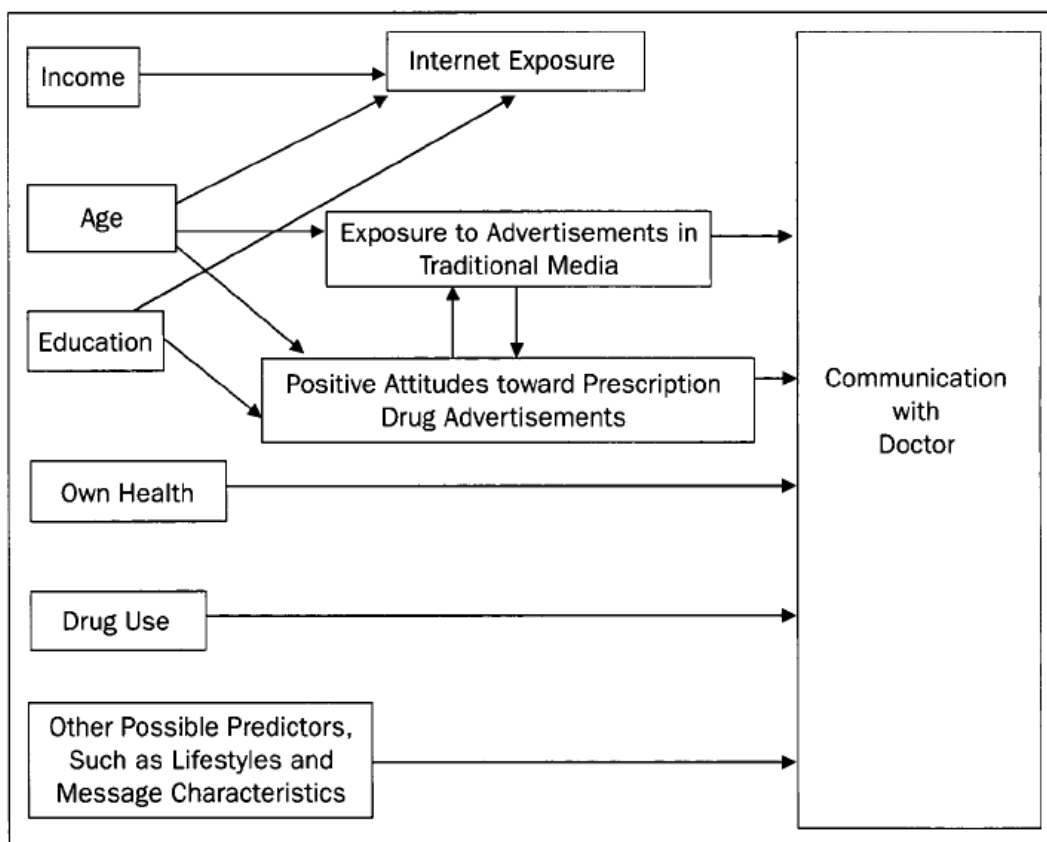 Income
Internet Exposure
Age
Exposure to Advertisements in
Traditional Media
Education
Positive Attitudes toward Prescription
Drug Advertisements
Communication
with
Doctor
Own Health
Drug Use
Other Possible Predictors,
Such as Lifestyles and
Message Characteristics